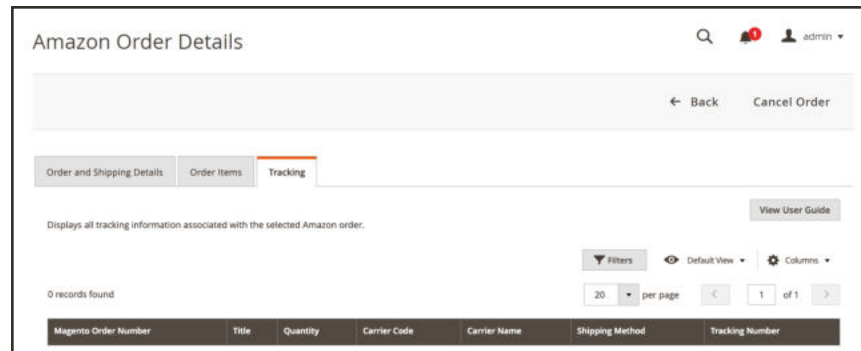 Amazon Order Details
1
admin
← Back Cancel Order
Order and Shipping Details Order Items Tracking
View User Guide
Displays all tracking information associated with the selected Amazon order.
Filters Default View Columns
0 records found 20 per page < 1 of 1 >
Magento Order Number Title Quantity Carrier Code Carrier Name Shipping Method Tracking Number